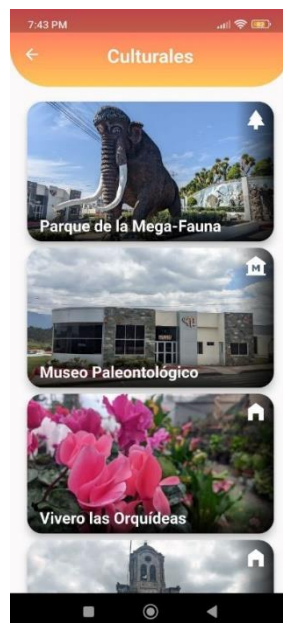 7:43 PM
Culturales
Parque de la Mega-Fauna
M
Museo Paleontológico
Vivero las Orquídeas